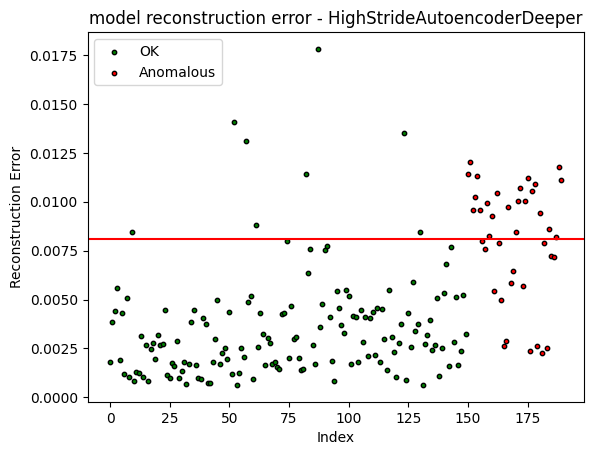 model reconstruction error - HighStrideAutoencoderDeeper
OK
Anomalous
0.0175
0.0150
0.0125
0.0100
0.0075
0.0050
0.0025
0.0000
Reconstruction Error
0 25 50 75 100 125 150 175
Index